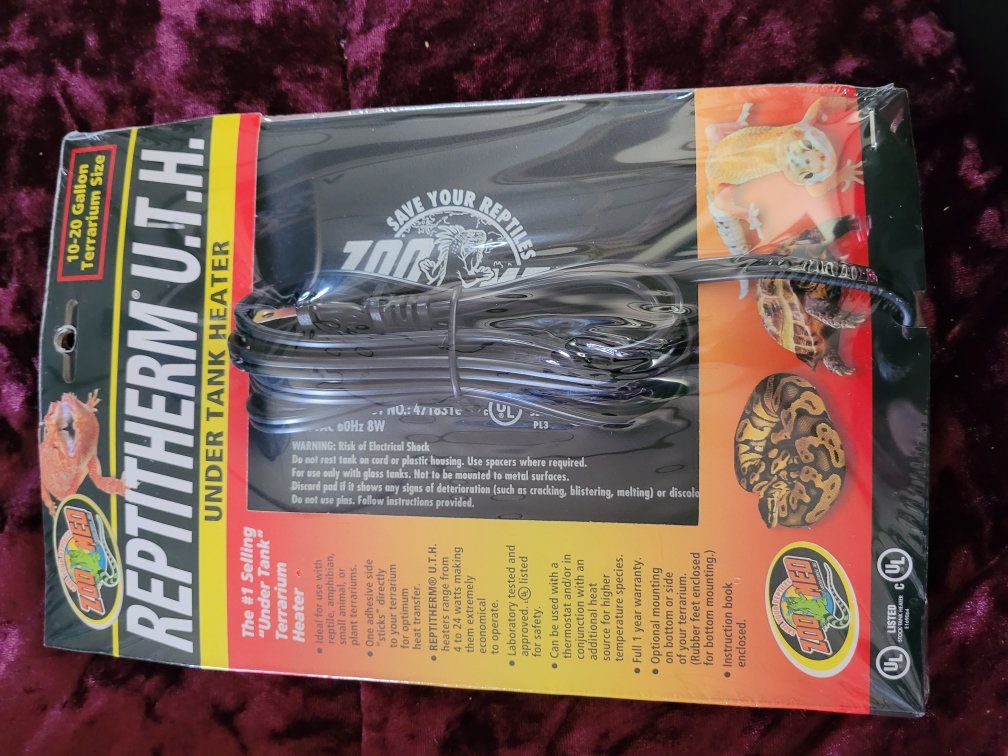 10-20 Gallon
Terrarium Size
REPTITHERM® U.T.H.
UNDER TANK HEATER
ZOO MED
SAVE YOUR REPTILES
ZOO
NO.: 4718316
60Hz 8W
c UL
PL3
WARNING: Risk of Electrical Shock
Do not rest tank on cord or plastic housing. Use spacers where required.
For use only with glass tanks. Not to be mounted to metal surfaces.
Discard pad if it shows any signs of deterioration (such as cracking, blistering, melting) or discolo
Do not use pins. Follow instructions provided.
The #1 Selling
"Under Tank"
Terrarium
Heater
• Ideal for use with
reptile, amphibian,
small animal, or
plant terrariums.
• One adhesive side
"sticks" directly
to your terrarium
for optimum
heat transfer.
• REPTITHERM® U.T.H.
heaters range from
4 to 24 watts making
them extremely
economical
to operate.
• Laboratory tested and
approved. UL listed
for safety.
• Can be used with a
thermostat and/or in
conjunction with an
additional heat
source for higher
temperature species.
• Full 1 year warranty.
• Optional mounting
on bottom or side
of your terrarium.
(Rubber feet enclosed
for bottom mounting.)
• Instruction book
enclosed.
ZOO MED
UL LISTED c UL